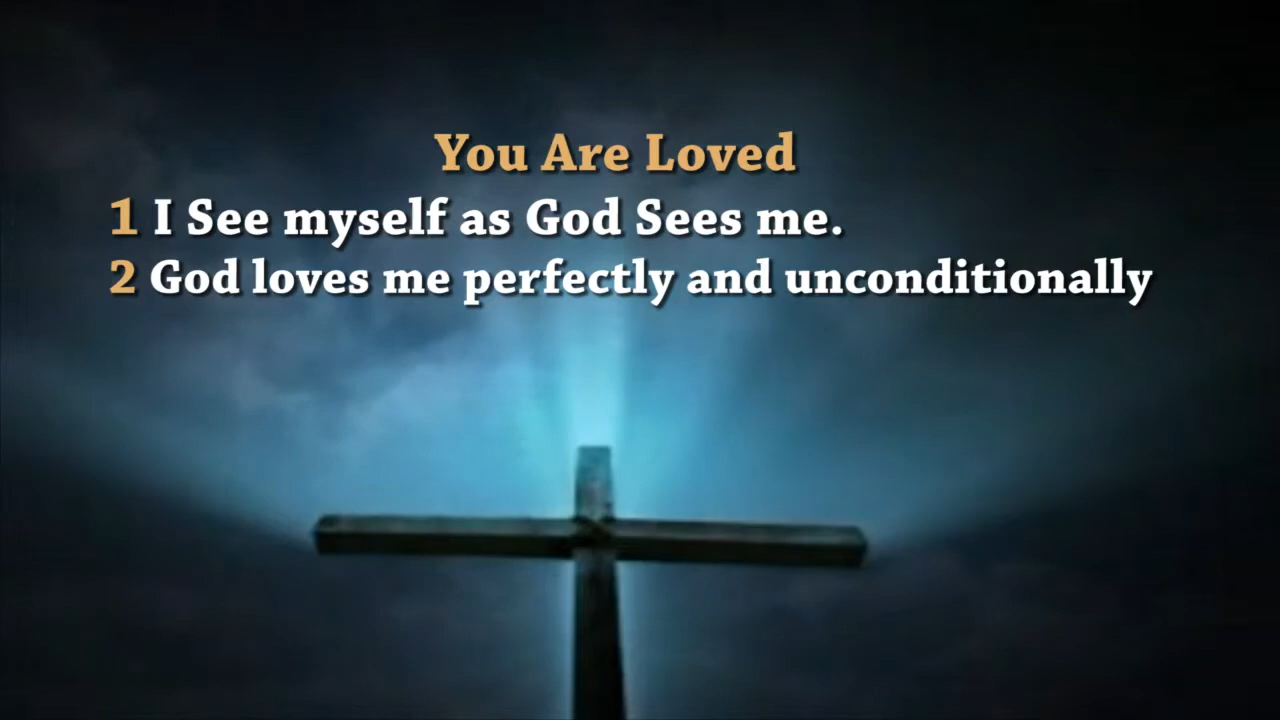 You Are Loved
1 I See myself as God Sees me.
2 God loves me perfectly and unconditionally